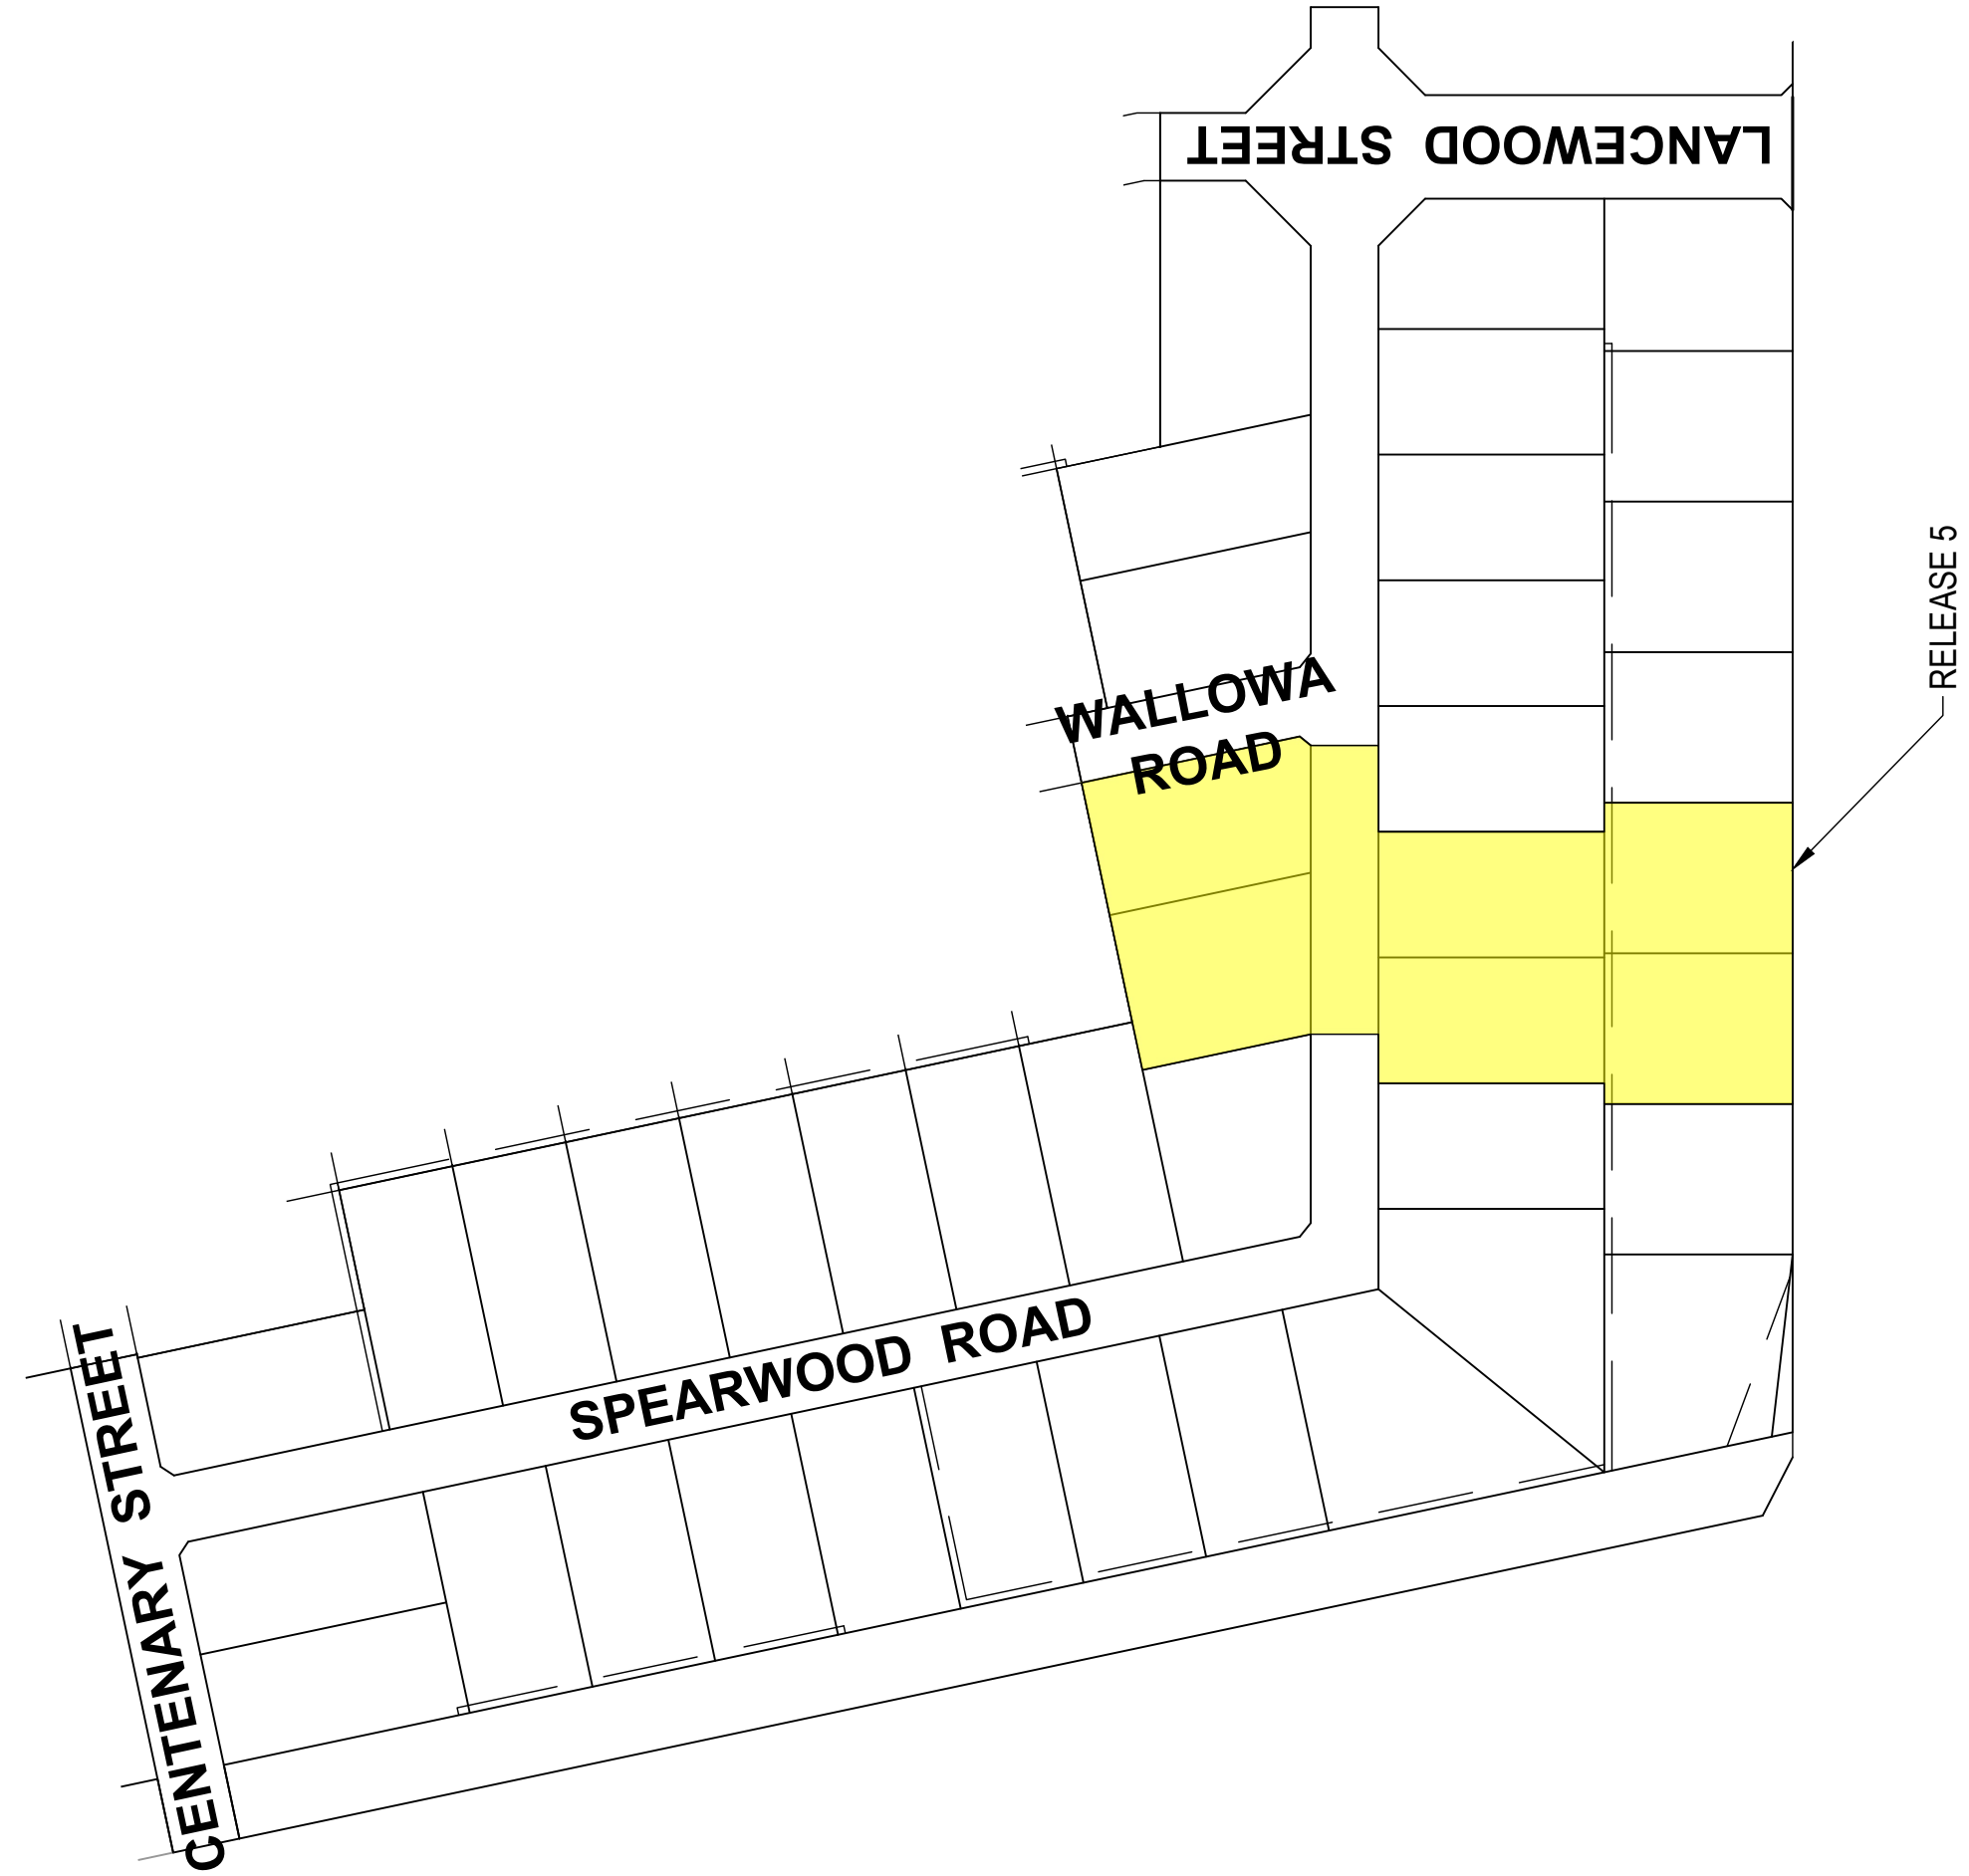 LANCEWOOD STREET
RELEASE 5
WALLOWA
ROAD
SPEARWOOD ROAD
CENTENARY STREET